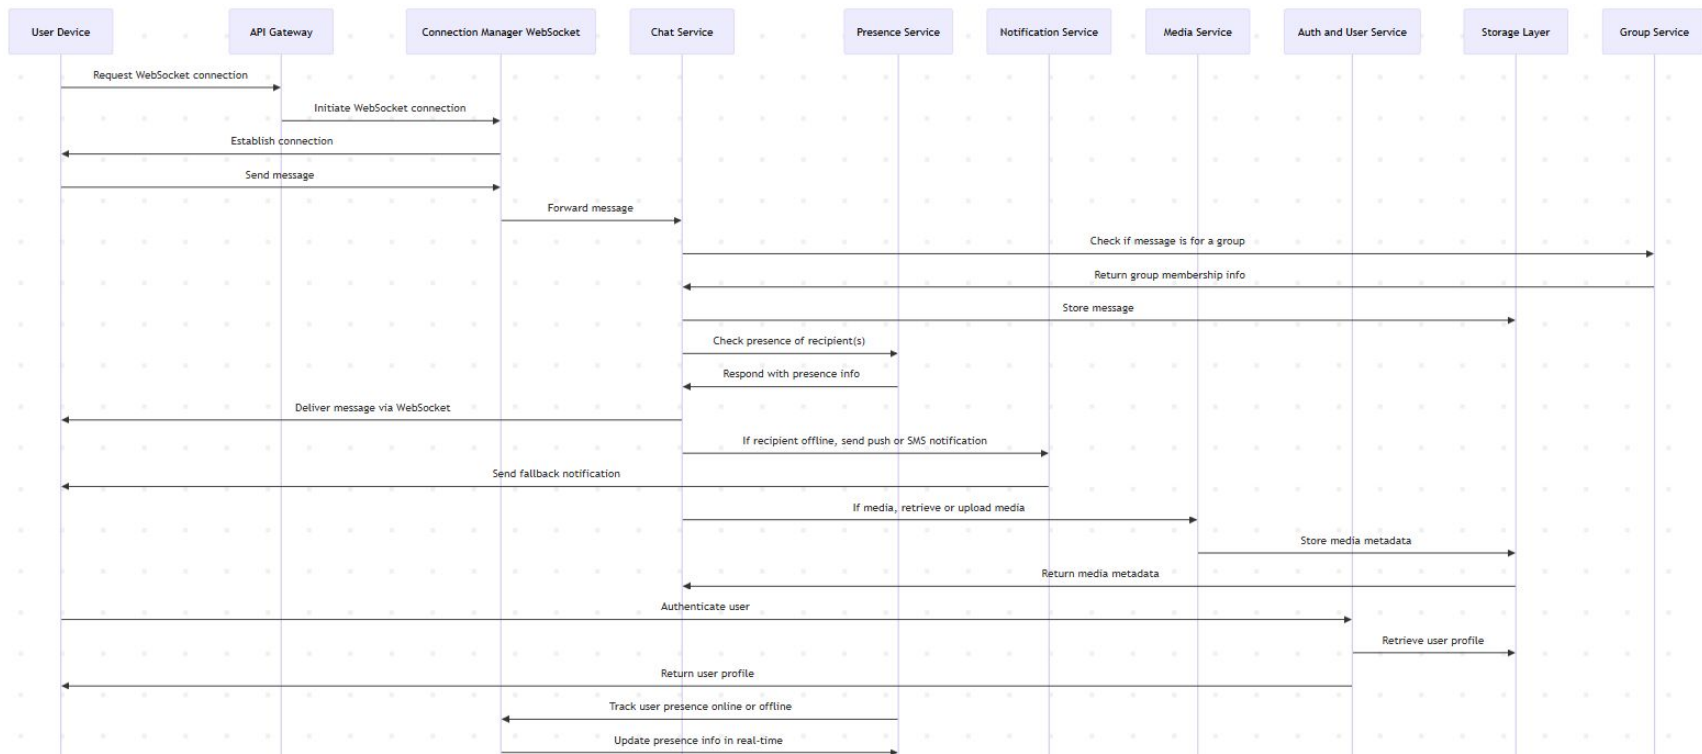 User Device
API Gateway
Connection Manager WebSocket
Chat Service
Presence Service
Notification Service
Media Service
Auth and User Service
Storage Layer
Group Service
Request WebSocket connection
Initiate WebSocket connection
Establish connection
Send message
Forward message
Check if message is for a group
Return group membership info
Store message
Check presence of recipient(s)
Respond with presence info
Deliver message via WebSocket
If recipient offline, send push or SMS notification
Send fallback notification
If media, retrieve or upload media
Store media metadata
Return media metadata
Authenticate user
Retrieve user profile
Return user profile
Track user presence online or offline
Update presence info in real-time